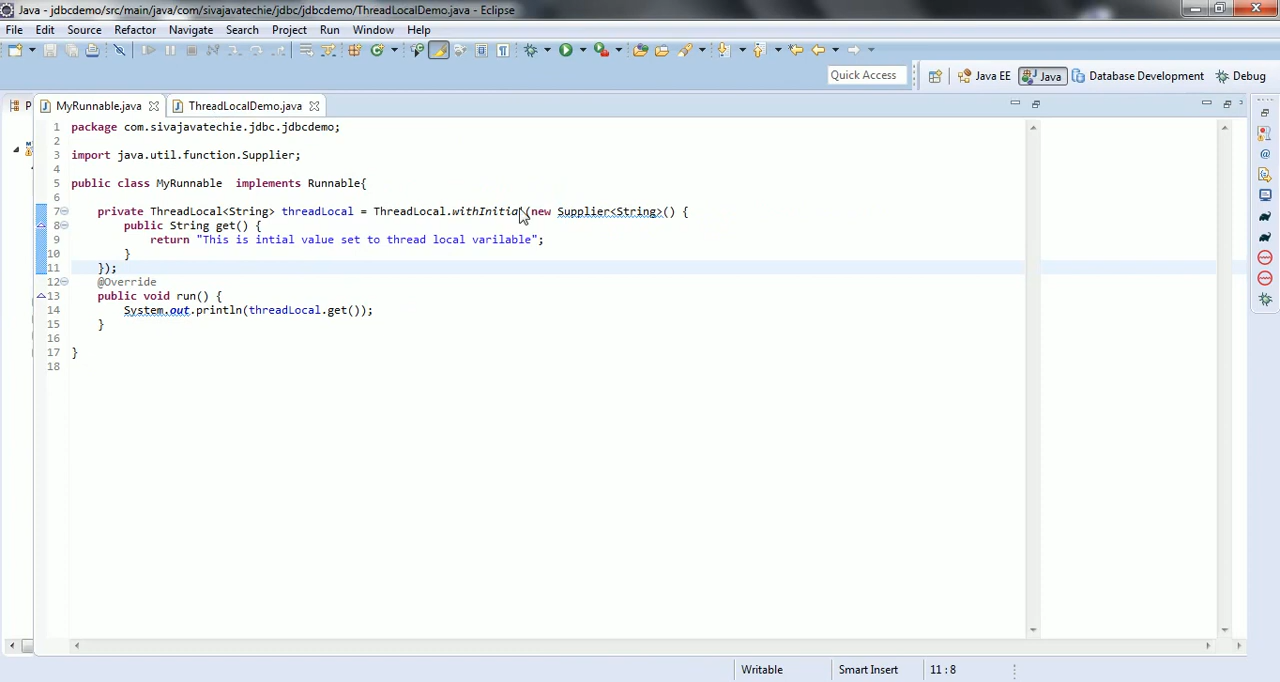 Java - jdbcdemo/src/main/java/com/sivajavatechie/jdbc/jdbcdemo/ThreadLocalDemo.java - Eclipse
File Edit Source Refactor Navigate Search Project Run Window Help
Quick Access Java EE Java Database Development Debug
P MyRunnable.java ThreadLocalDemo.java
1 package com.sivajavatechie.jdbc.jdbcdemo;
2
3 import java.util.function.Supplier;
4
5 public class MyRunnable implements Runnable{
6
7 private ThreadLocal<String> threadLocal = ThreadLocal.withInitial(new Supplier<String>() {
8 public String get() {
9 return "This is intial value set to thread local varilable";
10 }
11 });
12 @Override
13 public void run() {
14 System.out.println(threadLocal.get());
15 }
16
17 }
18
Writable Smart Insert 11 : 8